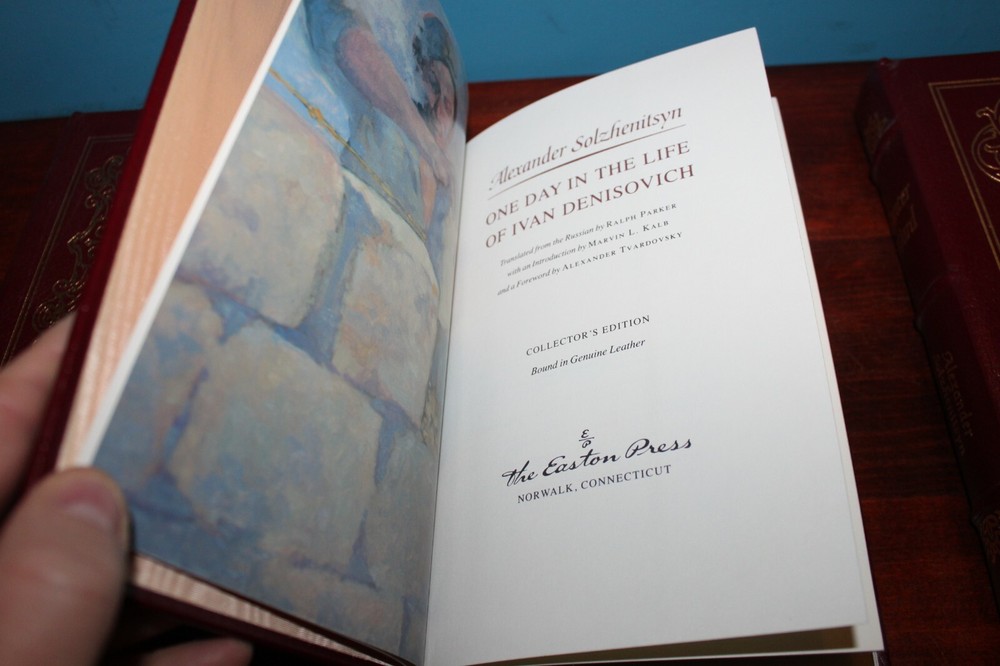 Alexander Solzhenitsyn
ONE DAY IN THE LIFE
OF IVAN DENISOVICH
Translated from the Russian by RALPH PARKER
with an Introduction by MARVIN L. KALB
and a Foreword by ALEXANDER TVARDOVSKY
COLLECTOR'S EDITION
Bound in Genuine Leather
EP
the Easton Press
NORWALK, CONNECTICUT
Alexander